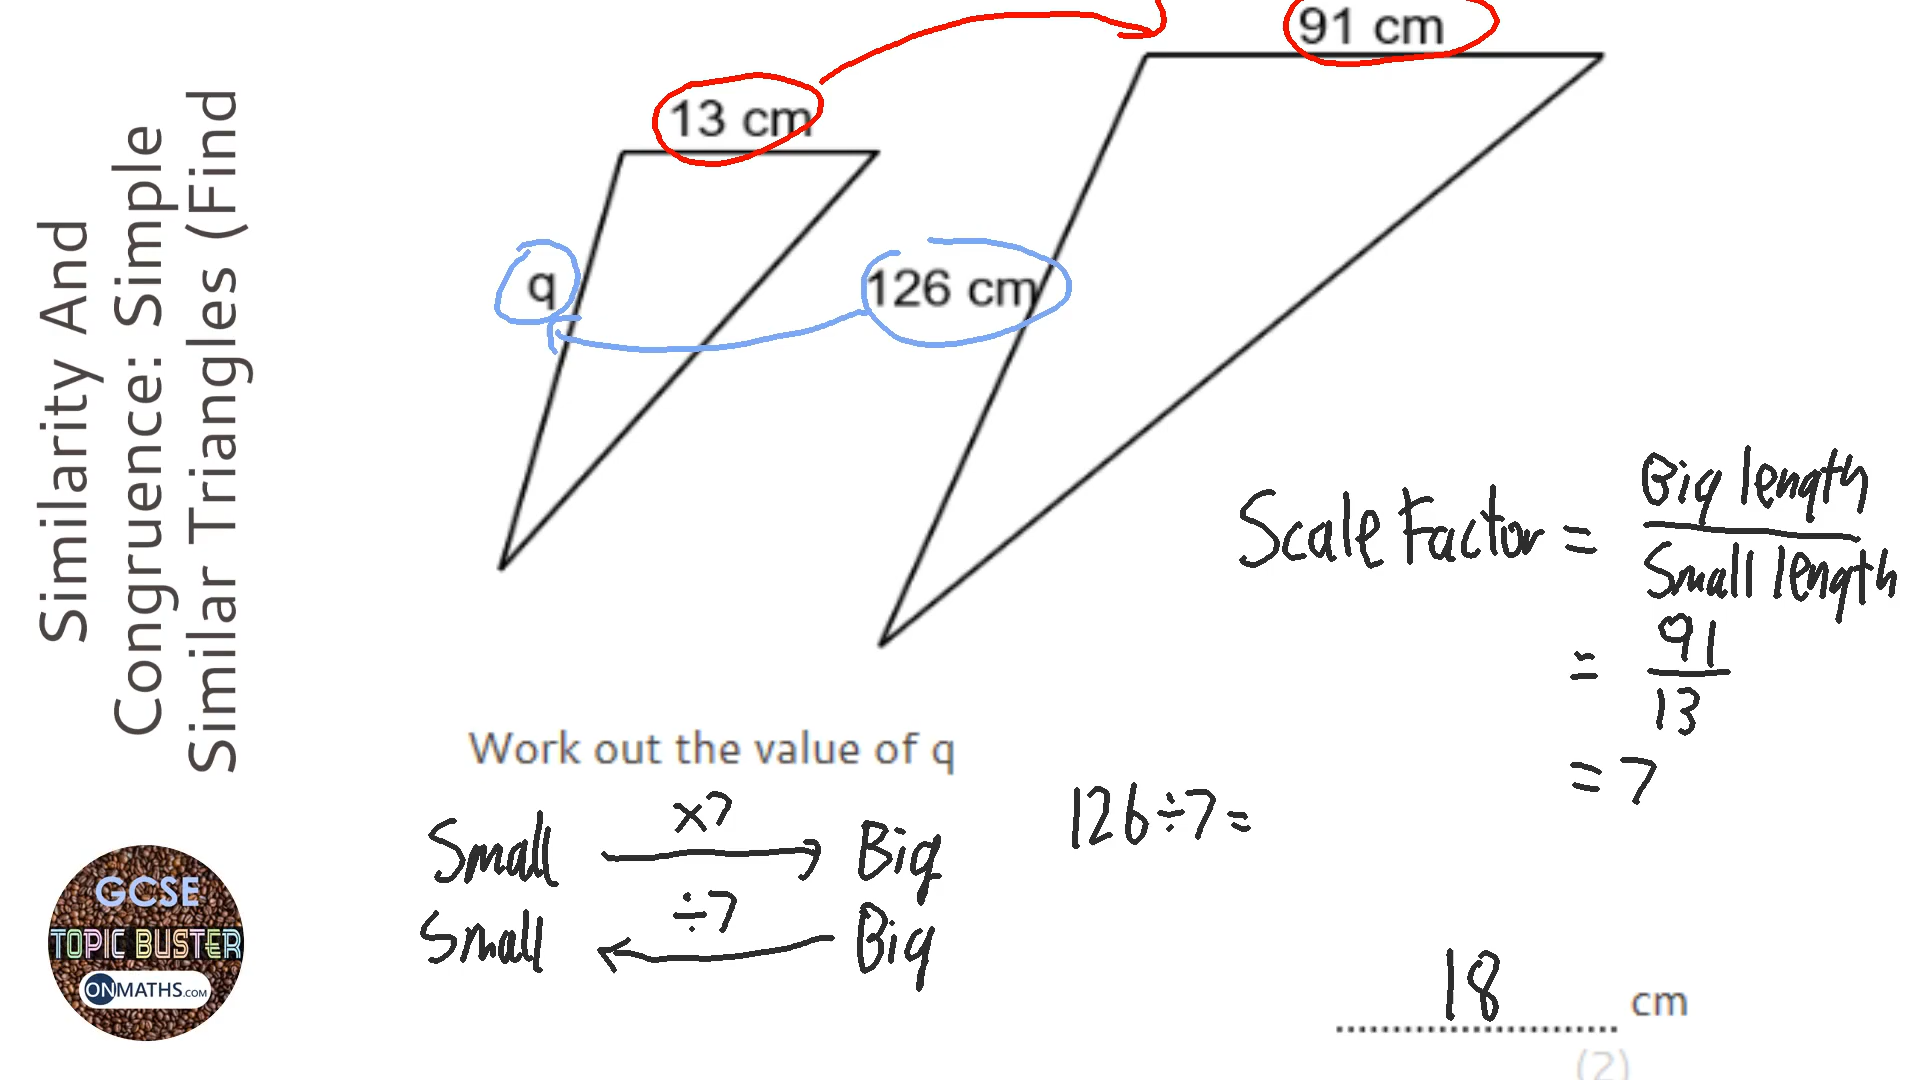 Similarity And
Congruence: Simple
Similar Triangles (Find
91 cm
13 cm
q
126 cm
Scale Factor = Big length
Small length
= 91
13
= 7
Work out the value of q
Small ×7 Big
Small ÷7 Big
126÷7=
18 cm
(2)
GCSE
TOPIC BUSTER
ONMATHS.COM